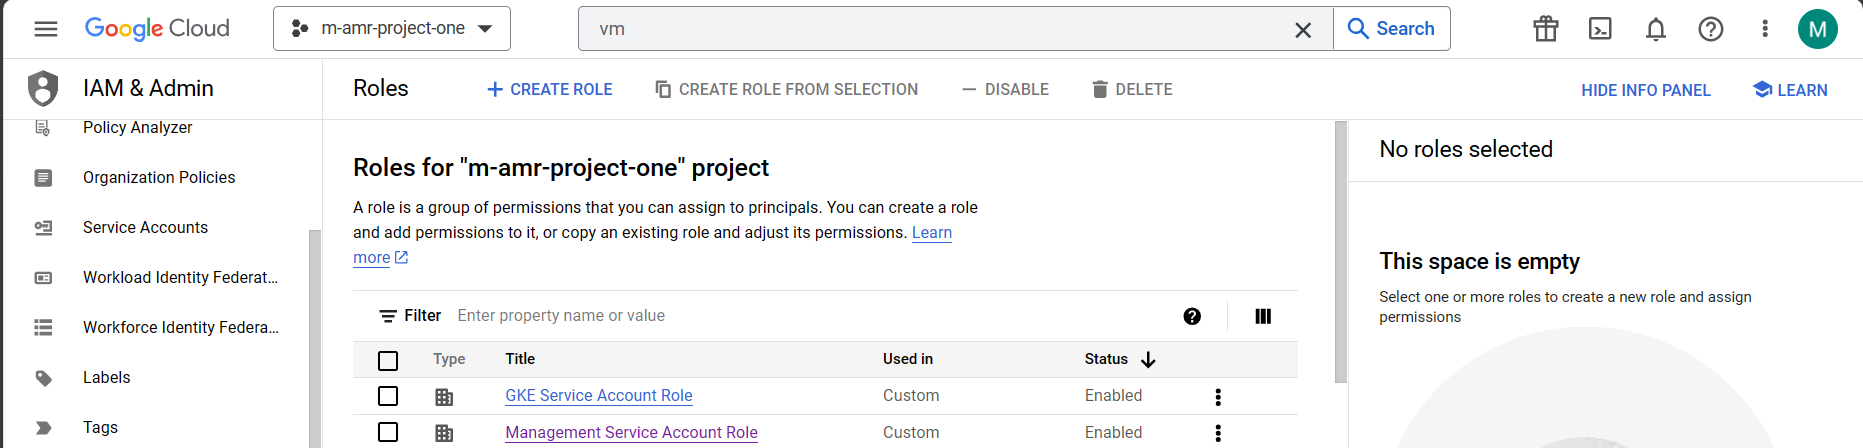 Google Cloud
m-amr-project-one
vm
Search
M
IAM & Admin
Roles
CREATE ROLE
CREATE ROLE FROM SELECTION
DISABLE
DELETE
HIDE INFO PANEL
LEARN
Policy Analyzer
Organization Policies
Service Accounts
Workload Identity Federat...
Workforce Identity Federa...
Labels
Tags
Roles for "m-amr-project-one" project
A role is a group of permissions that you can assign to principals. You can create a role
and add permissions to it, or copy an existing role and adjust its permissions. Learn
more
Filter Enter property name or value
Type Title Used in Status
GKE Service Account Role Custom Enabled
Management Service Account Role Custom Enabled
No roles selected
This space is empty
Select one or more roles to create a new role and assign
permissions